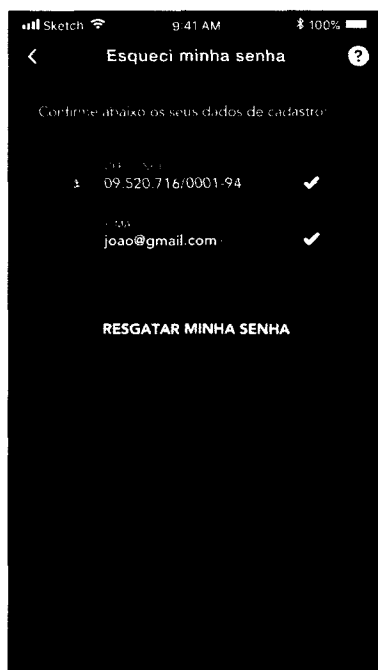 Sketch 9:41 AM 100%
Esqueci minha senha ?
Confirme abaixo os seus dados de cadastro:
09.520.716/0001-94
joao@gmail.com
RESGATAR MINHA SENHA